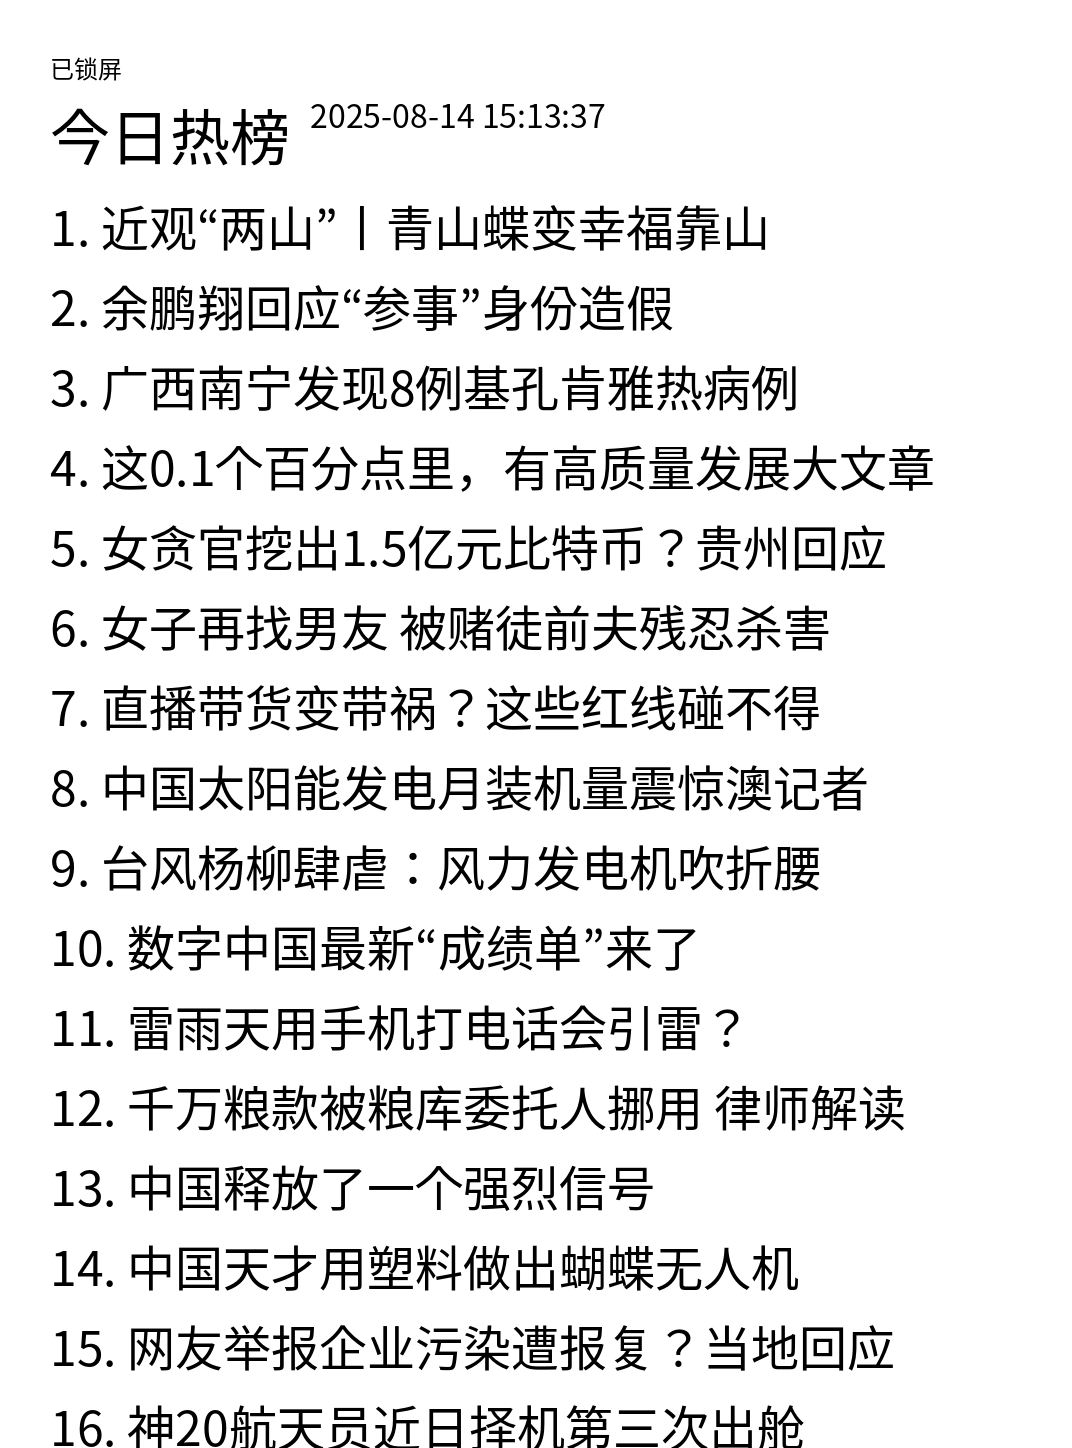 已锁屏
今日热榜 2025-08-14 15:13:37
1. 近观“两山”丨青山蝶变幸福靠山
2. 余鹏翔回应“参事”身份造假
3. 广西南宁发现8例基孔肯雅热病例
4. 这0.1个百分点里，有高质量发展大文章
5. 女贪官挖出1.5亿元比特币？贵州回应
6. 女子再找男友 被赌徒前夫残忍杀害
7. 直播带货变带祸？这些红线碰不得
8. 中国太阳能发电月装机量震惊澳记者
9. 台风杨柳肆虐：风力发电机吹折腰
10. 数字中国最新“成绩单”来了
11. 雷雨天用手机打电话会引雷？
12. 千万粮款被粮库委托人挪用 律师解读
13. 中国释放了一个强烈信号
14. 中国天才用塑料做出蝴蝶无人机
15. 网友举报企业污染遭报复？当地回应
16. 神20航天员近日择机第三次出舱